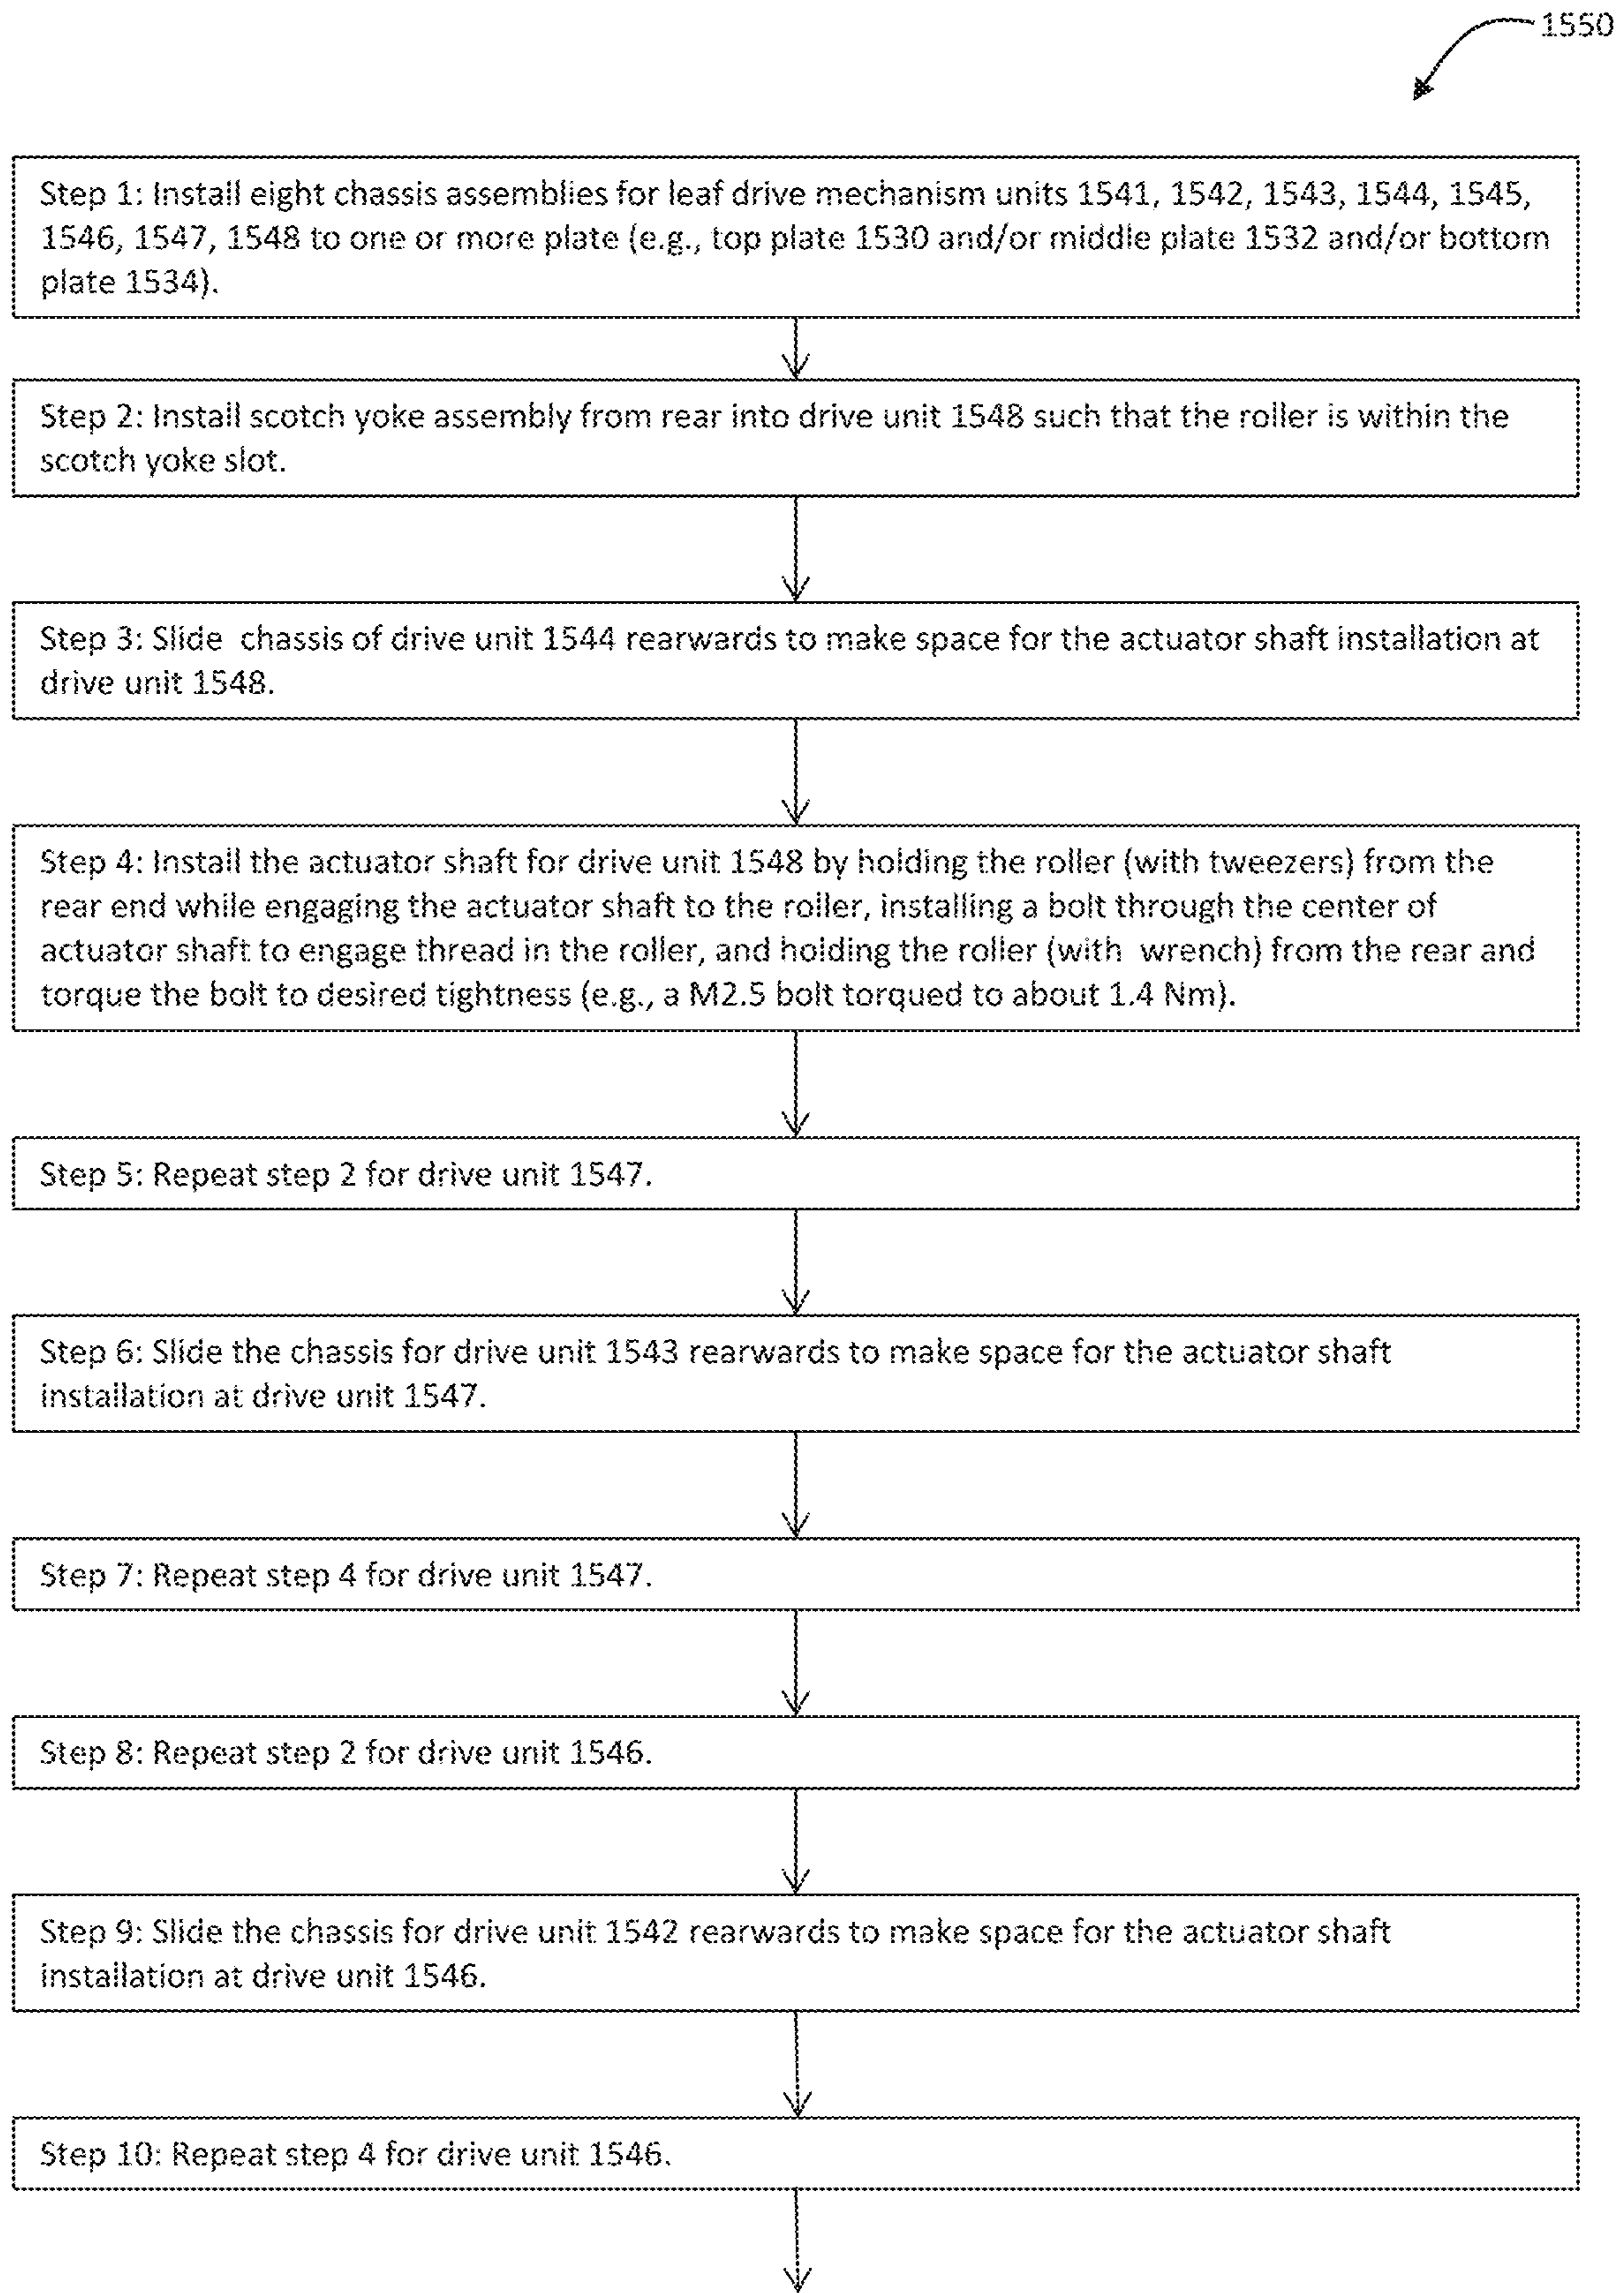 1550
Step 1: Install eight chassis assemblies for leaf drive mechanism units 1541, 1542, 1543, 1544, 1545,
1546, 1547, 1548 to one or more plate (e.g., top plate 1530 and/or middle plate 1532 and/or bottom
plate 1534).
Step 2: Install scotch yoke assembly from rear into drive unit 1548 such that the roller is within the
scotch yoke slot.
Step 3: Slide chassis of drive unit 1544 rearwards to make space for the actuator shaft installation at
drive unit 1548.
Step 4: Install the actuator shaft for drive unit 1548 by holding the roller (with tweezers) from the
rear end while engaging the actuator shaft to the roller, installing a bolt through the center of
actuator shaft to engage thread in the roller, and holding the roller (with wrench) from the rear and
torque the bolt to desired tightness (e.g., a M2.5 bolt torqued to about 1.4 Nm).
Step 5: Repeat step 2 for drive unit 1547.
Step 6: Slide the chassis for drive unit 1543 rearwards to make space for the actuator shaft
installation at drive unit 1547.
Step 7: Repeat step 4 for drive unit 1547.
Step 8: Repeat step 2 for drive unit 1546.
Step 9: Slide the chassis for drive unit 1542 rearwards to make space for the actuator shaft
installation at drive unit 1546.
Step 10: Repeat step 4 for drive unit 1546.